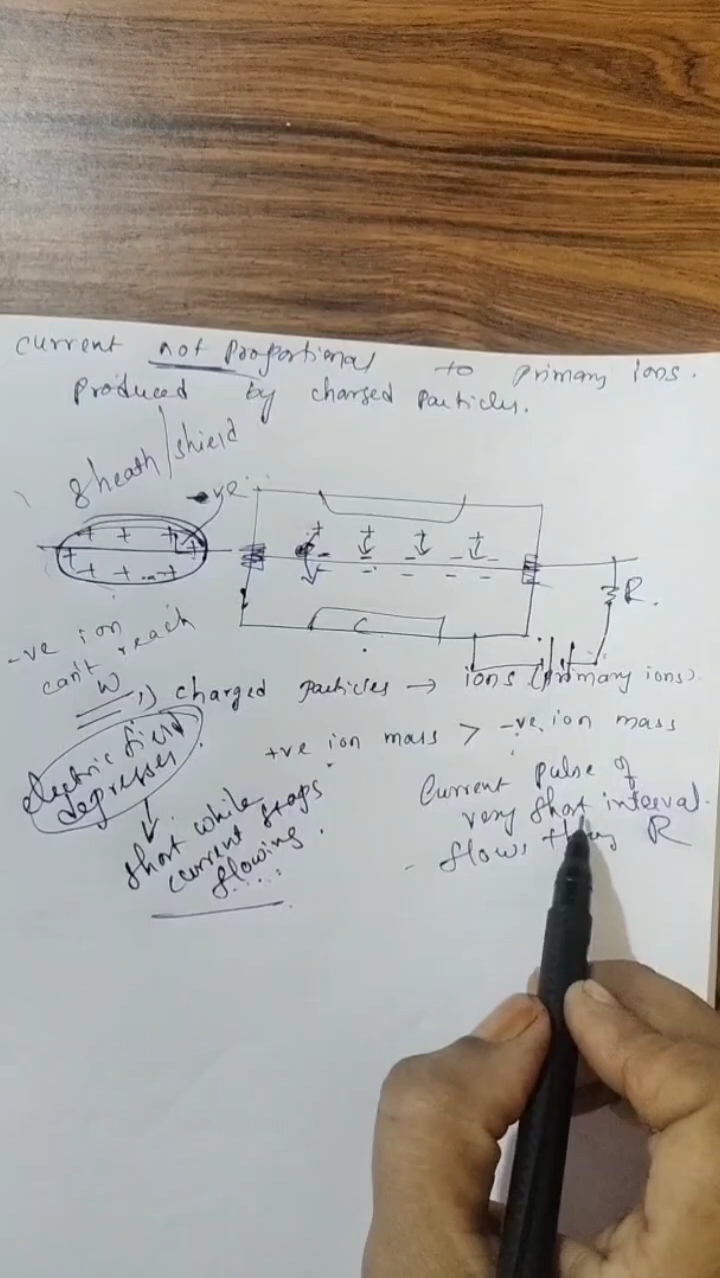 current not proportional to primary ions.
produced by charged particles.
sheath/shield
-ve
+ + +
+ +
+ + ... +
+ + + +
- - - -
R.
C
-ve ion
can't reach
W
1) charged particles → ions (primary ions).
+ve ion mass > -ve ion mass
electric field
depresses.
short while
current stops
flowing.
Current pulse of
very short interval.
- flows R